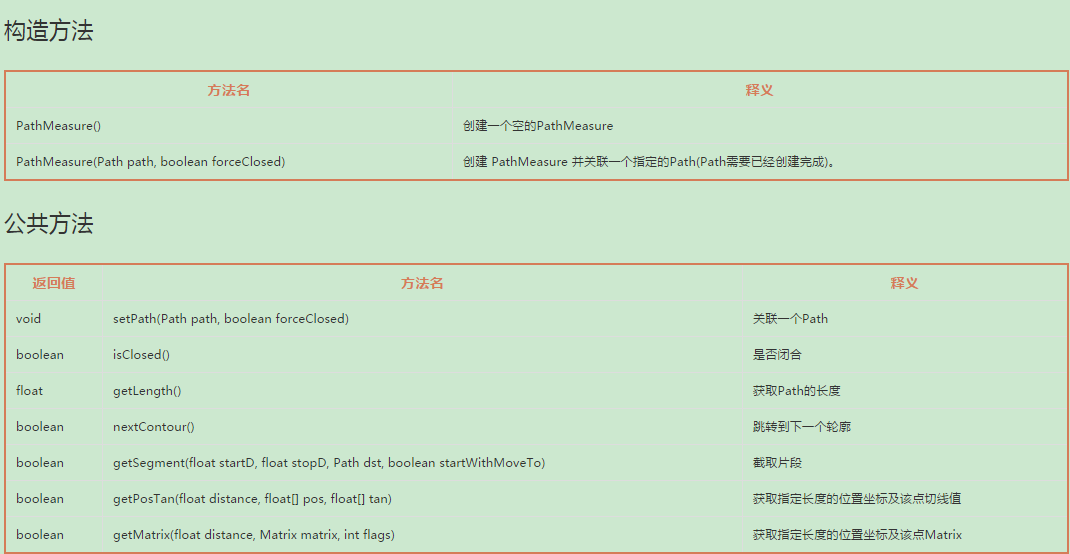 构造方法
方法名 释义
PathMeasure() 创建一个空的PathMeasure
PathMeasure(Path path, boolean forceClosed) 创建 PathMeasure 并关联一个指定的Path(Path需要已经创建完成)。
公共方法
返回值 方法名 释义
void setPath(Path path, boolean forceClosed) 关联一个Path
boolean isClosed() 是否闭合
float getLength() 获取Path的长度
boolean nextContour() 跳转到下一个轮廓
boolean getSegment(float startD, float stopD, Path dst, boolean startWithMoveTo) 截取片段
boolean getPosTan(float distance, float[] pos, float[] tan) 获取指定长度的位置坐标及该点切线值
boolean getMatrix(float distance, Matrix matrix, int flags) 获取指定长度的位置坐标及该点Matrix